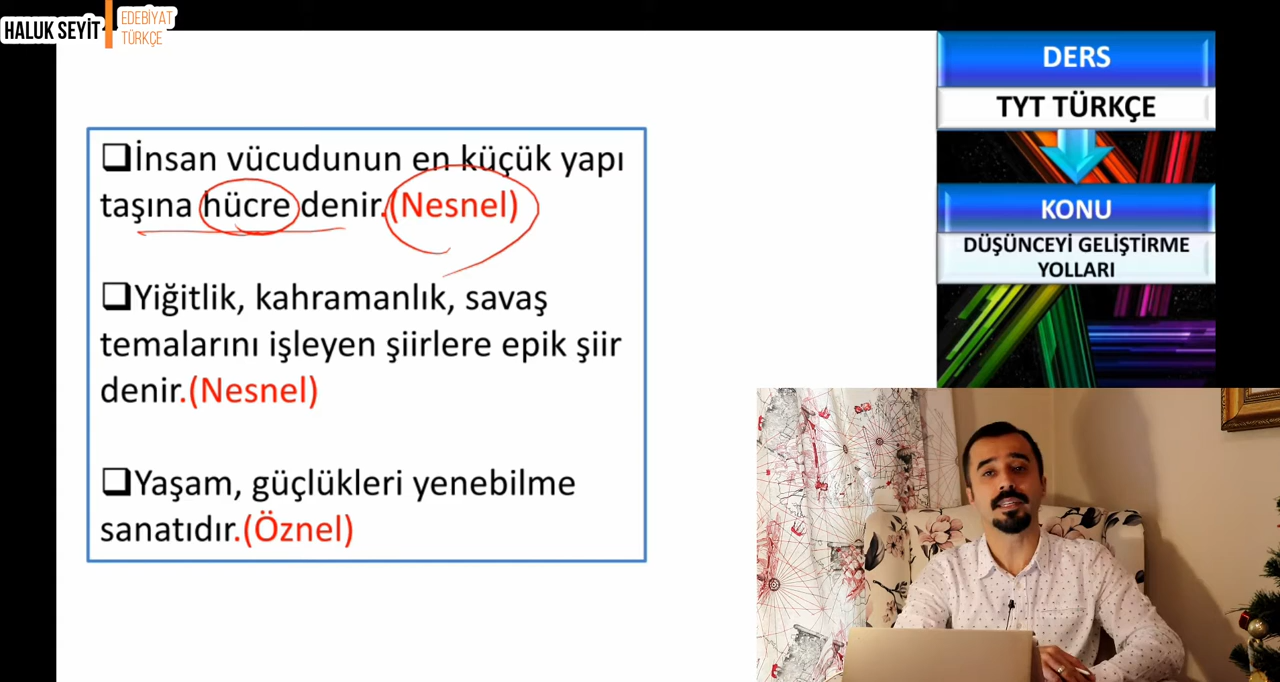 HALUK SEYİT
EDEBİYAT
TÜRKÇE
İnsan vücudunun en küçük yapı
taşına hücre denir.(Nesnel)
Yiğitlik, kahramanlık, savaş
temalarını işleyen şiirlere epik şiir
denir.(Nesnel)
Yaşam, güçlükleri yenebilme
sanatıdır.(Öznel)
DERS
TYT TÜRKÇE
KONU
DÜŞÜNCEYİ GELİŞTİRME
YOLLARI